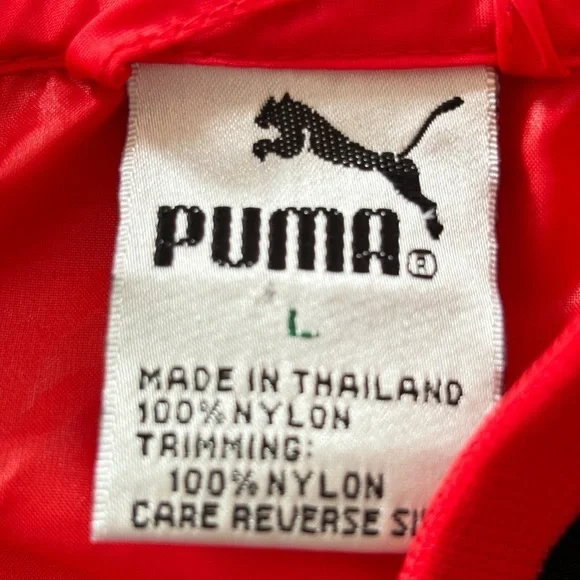 PUMA®
L
MADE IN THAILAND
100% NYLON
TRIMMING:
100% NYLON
CARE REVERSE